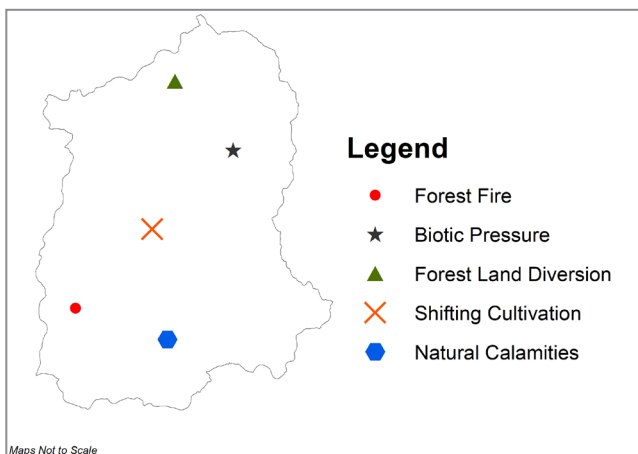 Legend
Forest Fire
Biotic Pressure
Forest Land Diversion
Shifting Cultivation
Natural Calamities
Maps Not to Scale